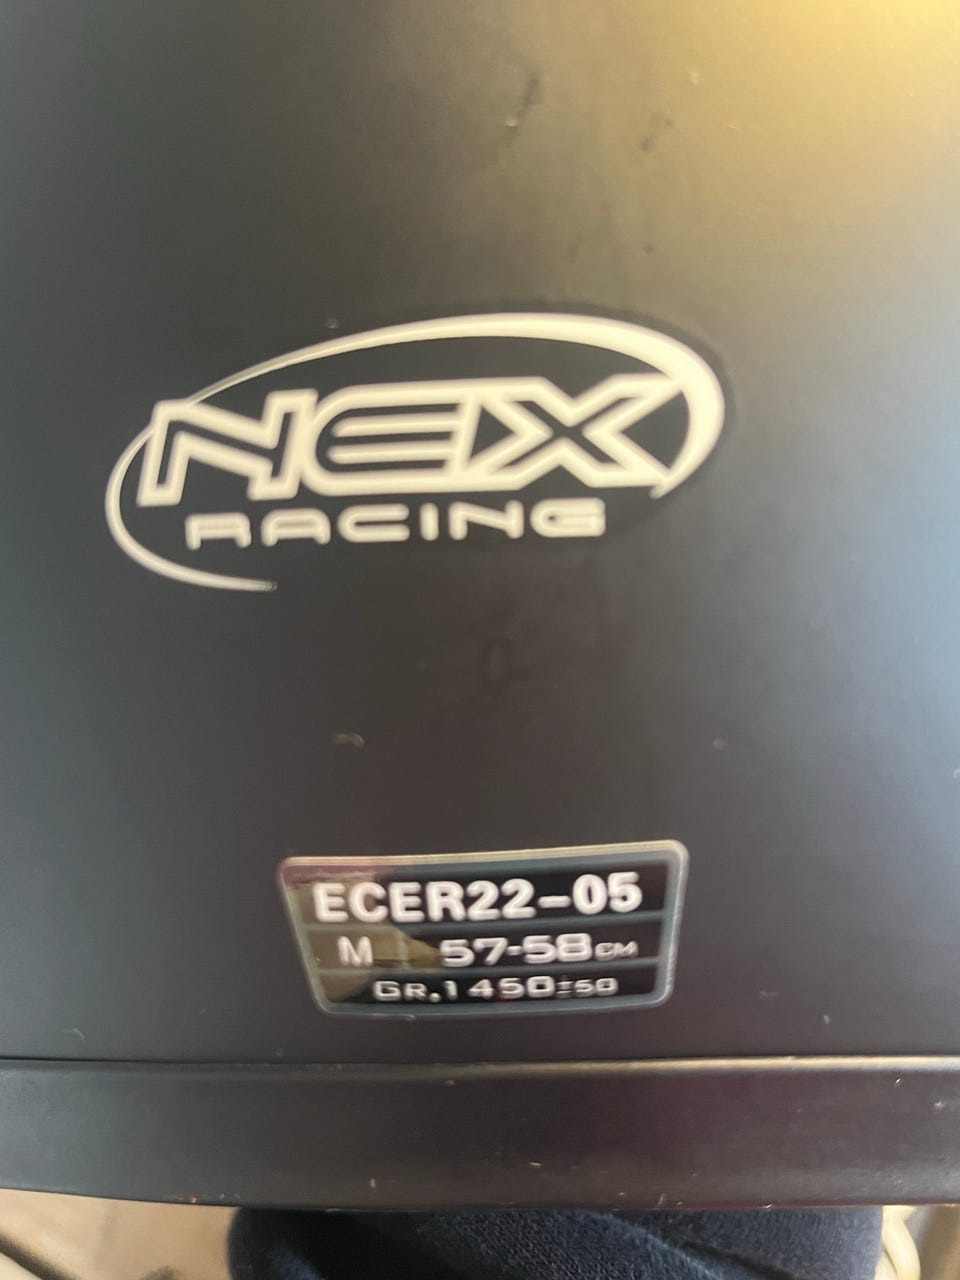 NEX
RACING
ECER22-05
M 57-58CM
GR.1450±50